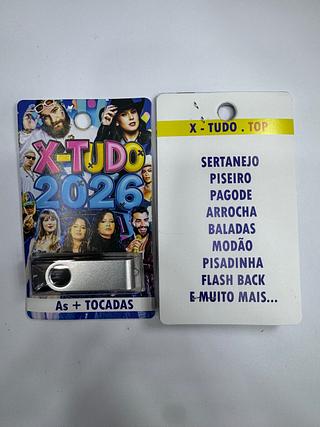 X-TUDO
2026
As + TOCADAS
X - TUDO . TOP
SERTANEJO
PISEIRO
PAGODE
ARROCHA
BALADAS
MODÃO
PISADINHA
FLASH BACK
E MUITO MAIS...